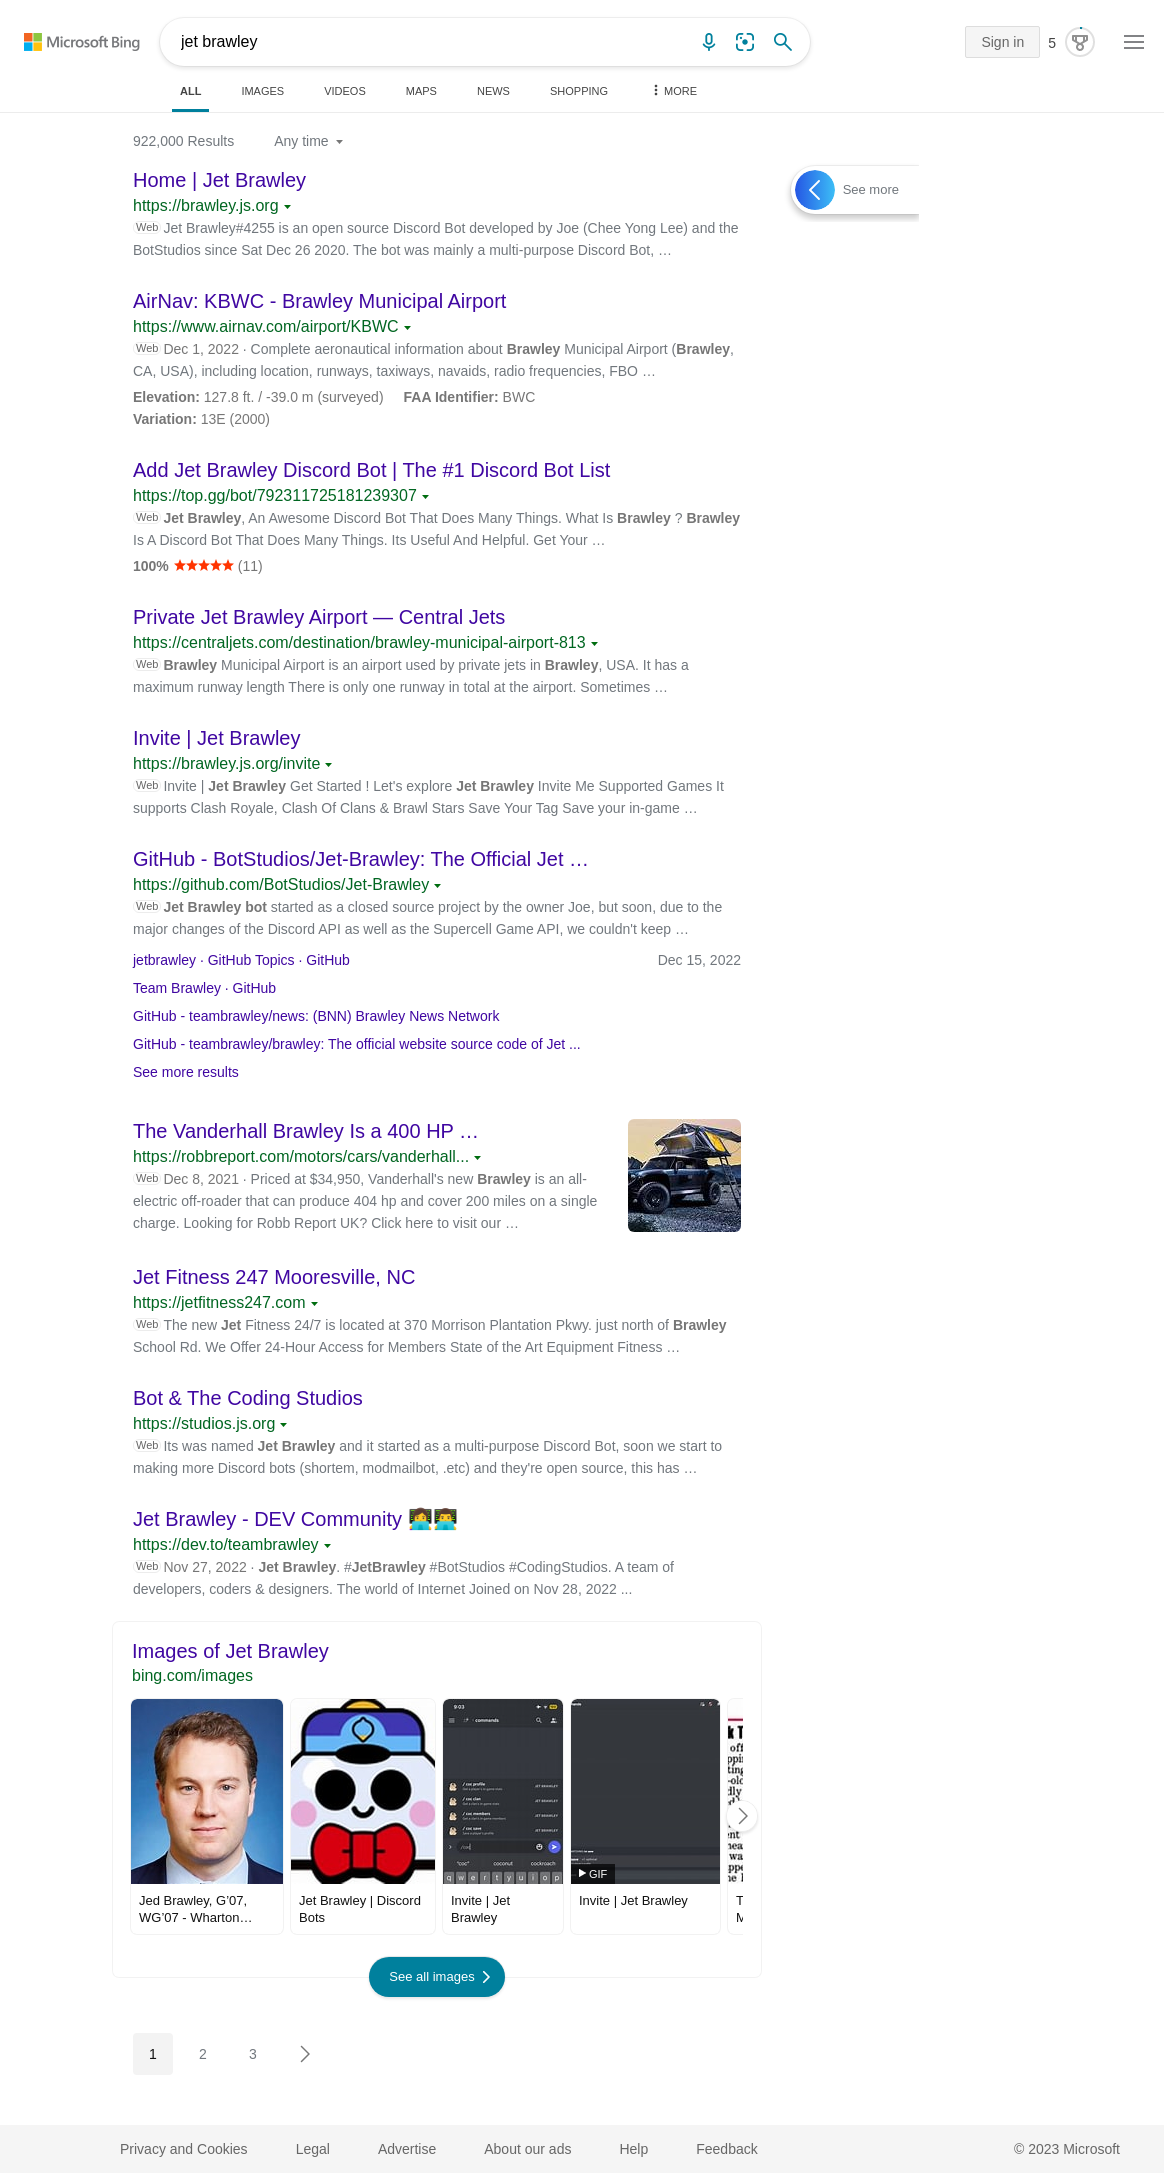 Microsoft Bing
jet brawley
Sign in
5
ALL IMAGES VIDEOS MAPS NEWS SHOPPING MORE
922,000 Results Any time
See more
Home | Jet Brawley
https://brawley.js.org
Web Jet Brawley#4255 is an open source Discord Bot developed by Joe (Chee Yong Lee) and the
BotStudios since Sat Dec 26 2020. The bot was mainly a multi-purpose Discord Bot, …
AirNav: KBWC - Brawley Municipal Airport
https://www.airnav.com/airport/KBWC
Web Dec 1, 2022 · Complete aeronautical information about Brawley Municipal Airport (Brawley,
CA, USA), including location, runways, taxiways, navaids, radio frequencies, FBO …
Elevation: 127.8 ft. / -39.0 m (surveyed) FAA Identifier: BWC
Variation: 13E (2000)
Add Jet Brawley Discord Bot | The #1 Discord Bot List
https://top.gg/bot/792311725181239307
Web Jet Brawley, An Awesome Discord Bot That Does Many Things. What Is Brawley ? Brawley
Is A Discord Bot That Does Many Things. Its Useful And Helpful. Get Your …
100% ★★★★★ (11)
Private Jet Brawley Airport — Central Jets
https://centraljets.com/destination/brawley-municipal-airport-813
Web Brawley Municipal Airport is an airport used by private jets in Brawley, USA. It has a
maximum runway length There is only one runway in total at the airport. Sometimes …
Invite | Jet Brawley
https://brawley.js.org/invite
Web Invite | Jet Brawley Get Started ! Let's explore Jet Brawley Invite Me Supported Games It
supports Clash Royale, Clash Of Clans & Brawl Stars Save Your Tag Save your in-game …
GitHub - BotStudios/Jet-Brawley: The Official Jet …
https://github.com/BotStudios/Jet-Brawley
Web Jet Brawley bot started as a closed source project by the owner Joe, but soon, due to the
major changes of the Discord API as well as the Supercell Game API, we couldn't keep …
jetbrawley · GitHub Topics · GitHub Dec 15, 2022
Team Brawley · GitHub
GitHub - teambrawley/news: (BNN) Brawley News Network
GitHub - teambrawley/brawley: The official website source code of Jet ...
See more results
The Vanderhall Brawley Is a 400 HP …
https://robbreport.com/motors/cars/vanderhall...
Web Dec 8, 2021 · Priced at $34,950, Vanderhall's new Brawley is an all-
electric off-roader that can produce 404 hp and cover 200 miles on a single
charge. Looking for Robb Report UK? Click here to visit our …
Jet Fitness 247 Mooresville, NC
https://jetfitness247.com
Web The new Jet Fitness 24/7 is located at 370 Morrison Plantation Pkwy. just north of Brawley
School Rd. We Offer 24-Hour Access for Members State of the Art Equipment Fitness …
Bot & The Coding Studios
https://studios.js.org
Web Its was named Jet Brawley and it started as a multi-purpose Discord Bot, soon we start to
making more Discord bots (shortem, modmailbot, .etc) and they're open source, this has …
Jet Brawley - DEV Community 👩‍💻👨‍💻
https://dev.to/teambrawley
Web Nov 27, 2022 · Jet Brawley. #JetBrawley #BotStudios #CodingStudios. A team of
developers, coders & designers. The world of Internet Joined on Nov 28, 2022 ...
Images of Jet Brawley
bing.com/images
9:03
commands
/ coc profile
/ coc clan
/ coc members
/ coc save
JET BRAWLEY
JET BRAWLEY
JET BRAWLEY
JET BRAWLEY
/coc
"coc" coconut cockroach
q w e r t y u i o p
GIF
Jed Brawley, G'07,
WG'07 - Wharton…
Jet Brawley | Discord
Bots
Invite | Jet
Brawley
Invite | Jet Brawley
See all images
1 2 3
Privacy and Cookies Legal Advertise About our ads Help Feedback © 2023 Microsoft